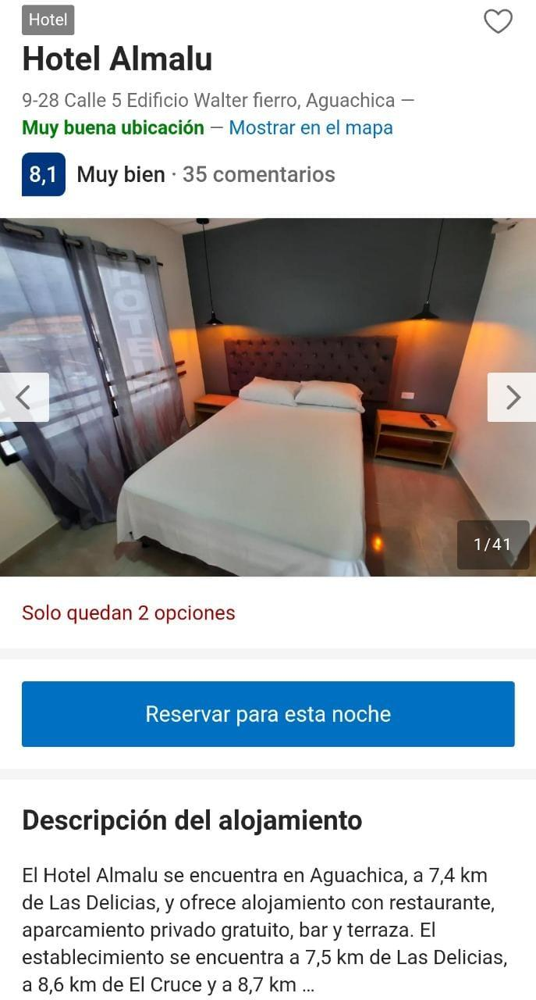 Hotel
Hotel Almalu
9-28 Calle 5 Edificio Walter fierro, Aguachica —
Muy buena ubicación — Mostrar en el mapa
8,1 Muy bien · 35 comentarios
HOTEL
1/41
Solo quedan 2 opciones
Reservar para esta noche
Descripción del alojamiento
El Hotel Almalu se encuentra en Aguachica, a 7,4 km
de Las Delicias, y ofrece alojamiento con restaurante,
aparcamiento privado gratuito, bar y terraza. El
establecimiento se encuentra a 7,5 km de Las Delicias,
a 8,6 km de El Cruce y a 8,7 km ...